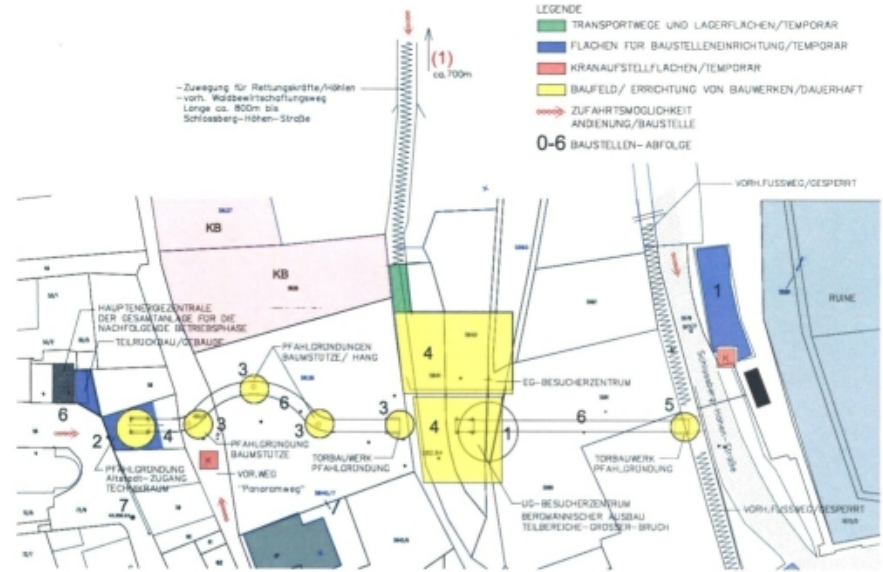 LEGENDE
TRANSPORTWEGE UND LAGERFLÄCHEN/TEMPORÄR
FLÄCHEN FÜR BAUSTELLENEINRICHTUNG/TEMPORÄR
KRANAUFSTELLFLÄCHEN/TEMPORÄR
BAUFELD/ ERRICHTUNG VON BAUWERKEN/DAUERHAFT
ZUFAHRTSMÖGLICHKEIT
ANDIENUNG/BAUSTELLE
0-6 BAUSTELLEN-ABFOLGE
(1)
ca.700m
-Zuwegung für Rettungskräfte/Höhlen
-vorh. Waldbewirtschaftungsweg
Länge ca. 800m bis
Schlossberg-Höhen-Straße
VORH.FUSSWEG/GESPERRT
KB
KB
1
RUINE
HAUPTENERGIEZENTRALE
DER GESAMTANLAGE FÜR DIE
NACHFOLGENDE BETRIEBSPHASE
TEILRÜCKBAU/GEBÄUDE
PFAHLGRÜNDUNGEN
BAUMSTÜTZE/ HANG
3
4
K
EG-BESUCHERZENTRUM
6
6
3
3
3
4
1
6
5
2
4
PFAHLGRÜNDUNG
BAUMSTÜTZE
TORBAUWERK
PFAHLGRÜNDUNG
TORBAUWERK
PFAHLGRÜNDUNG
Schlossberg-Höhen-Straße
PFAHLGRÜNDUNG
Altstadt-ZUGANG
TECHNIKRAUM
K
VOR.WEG
"Panoramweg"
7
UG-BESUCHERZENTRUM
BERGMÄNNISCHER AUSBAU
TEILBEREICHE-GROSSER-BRUCH
VORH.FUSSWEG/GESPERRT